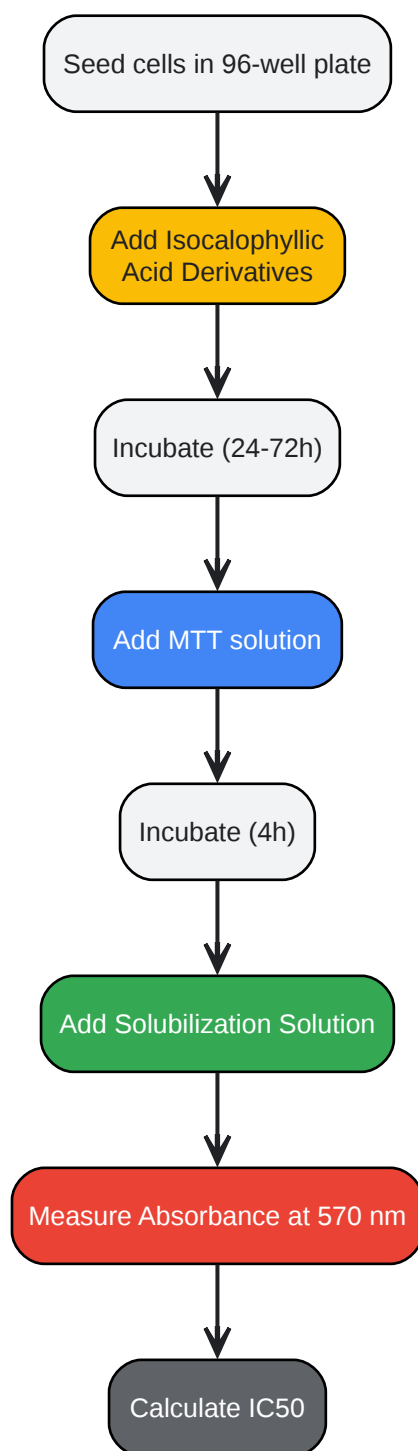 Seed cells in 96-well plate
Add Isocalophyllic
Acid Derivatives
Incubate (24-72h)
Add MTT solution
Incubate (4h)
Add Solubilization Solution
Measure Absorbance at 570 nm
Calculate IC50